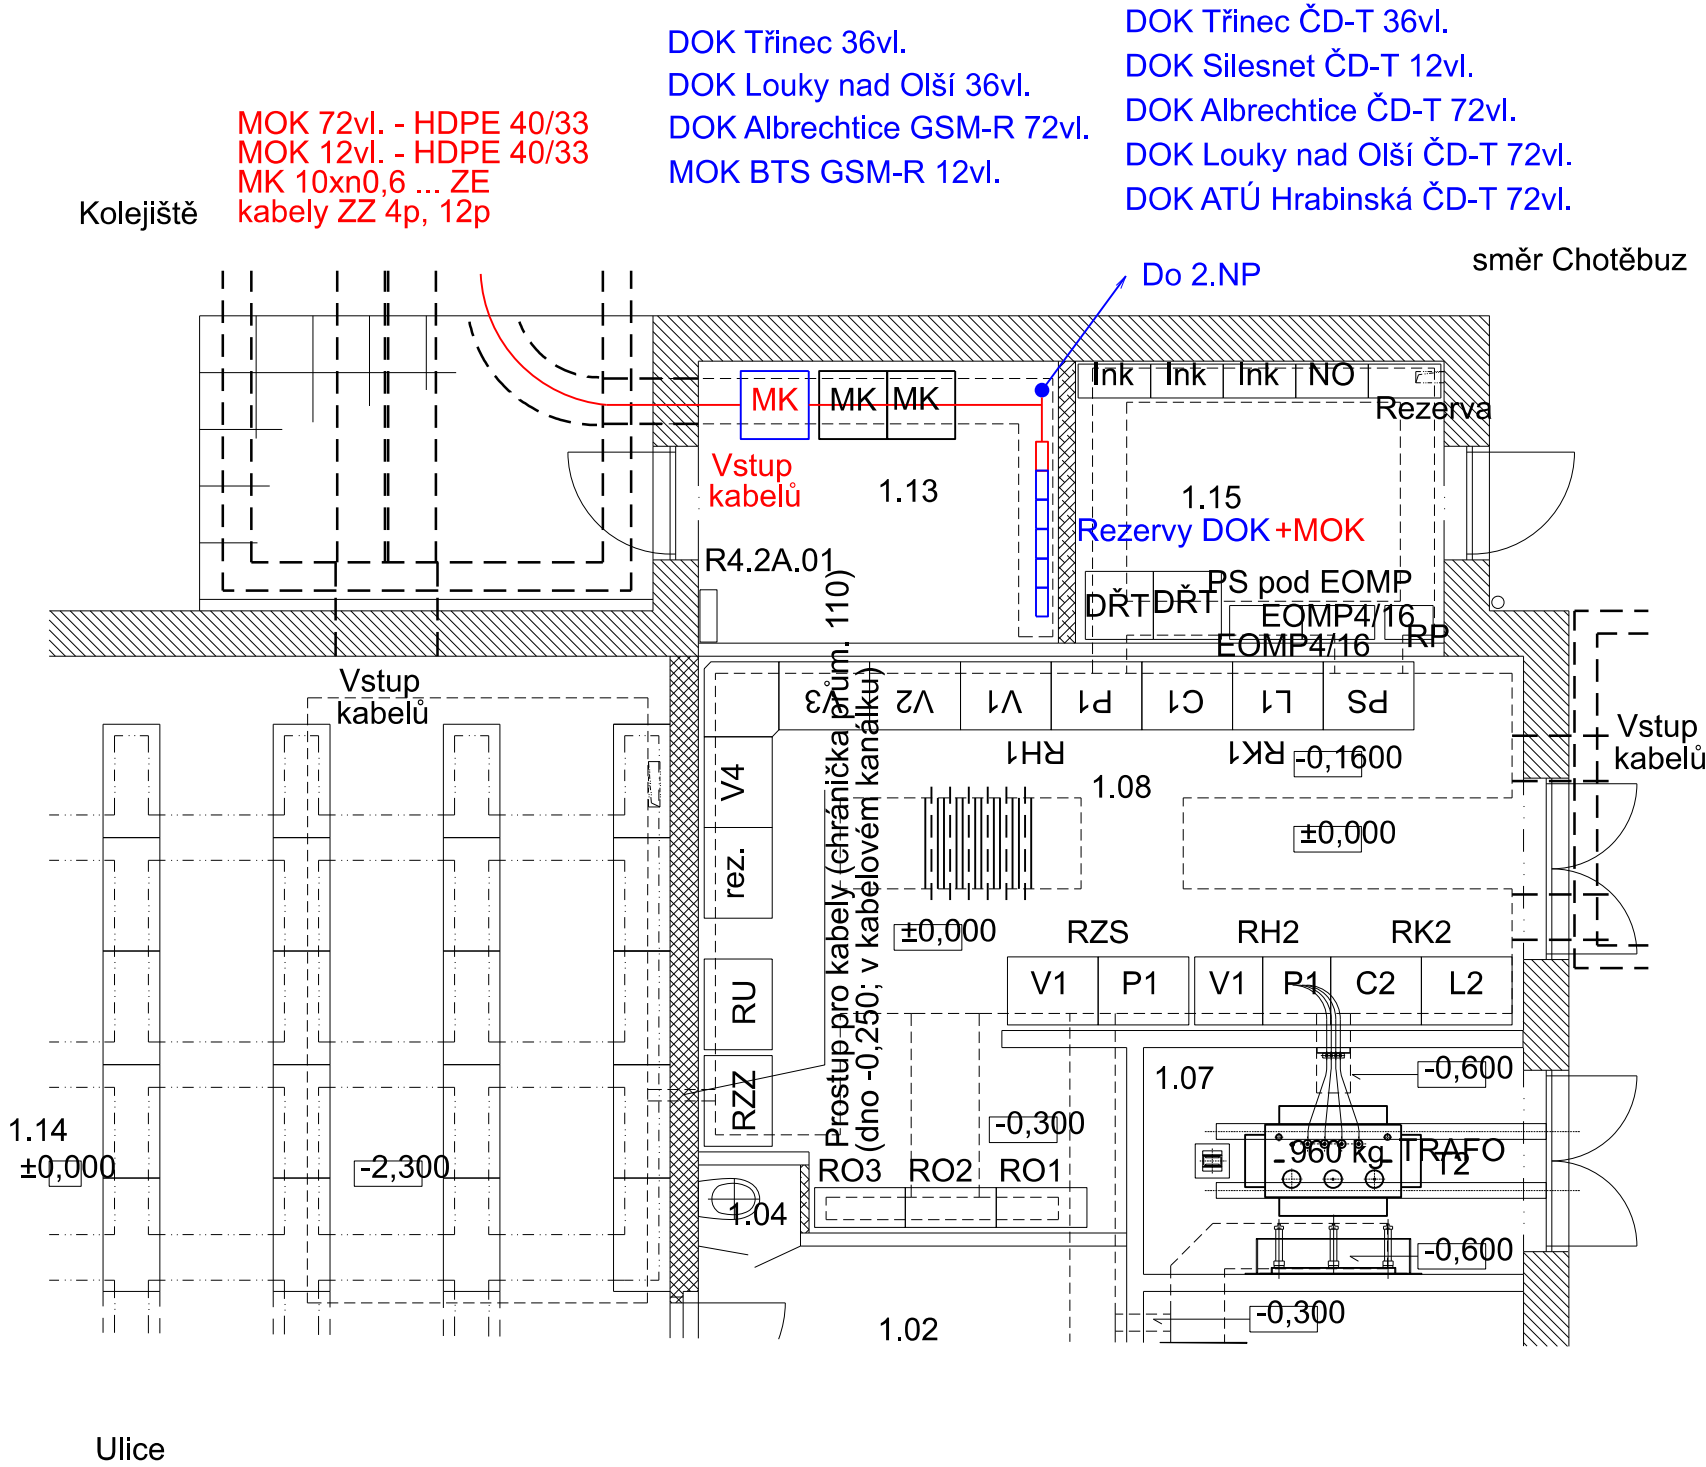 DOK Třinec 36vl.
DOK Louky nad Olší 36vl.
DOK Albrechtice GSM-R 72vl.
MOK BTS GSM-R 12vl.
DOK Třinec ČD-T 36vl.
DOK Silesnet ČD-T 12vl.
DOK Albrechtice ČD-T 72vl.
DOK Louky nad Olší ČD-T 72vl.
DOK ATÚ Hrabinská ČD-T 72vl.
MOK 72vl. - HDPE 40/33
MOK 12vl. - HDPE 40/33
MK 10xn0,6 ... ZE
kabely ZZ 4p, 12p
Kolejiště
směr Chotěbuz
Do 2.NP
MK
MK
MK
Ink
Ink
Ink
NO
Rezerva
Vstup
kabelů
1.13
1.15
Rezervy DOK +MOK
R4.2A.01
DŘT
DŘT
PS pod EOMP
EOMP4/16
EOMP4/16
RP
Vstup
kabelů
V3
V2
V1
P1
C1
L1
PS
RH1
RK1
-0,1600
1.08
Vstup
kabelů
V4
rez.
±0,000
±0,000
Prostup pro kabely (chránička prům. 110)
(dno -0,250; v kabelovém kanálku)
RZS
RH2
RK2
V1
P1
V1
P1
C2
L2
RU
RZZ
1.07
-0,600
-0,300
1.14
±0,000
-2,300
960 kg
TRAFO
T2
RO3
RO2
RO1
1.04
-0,600
-0,300
1.02
Ulice